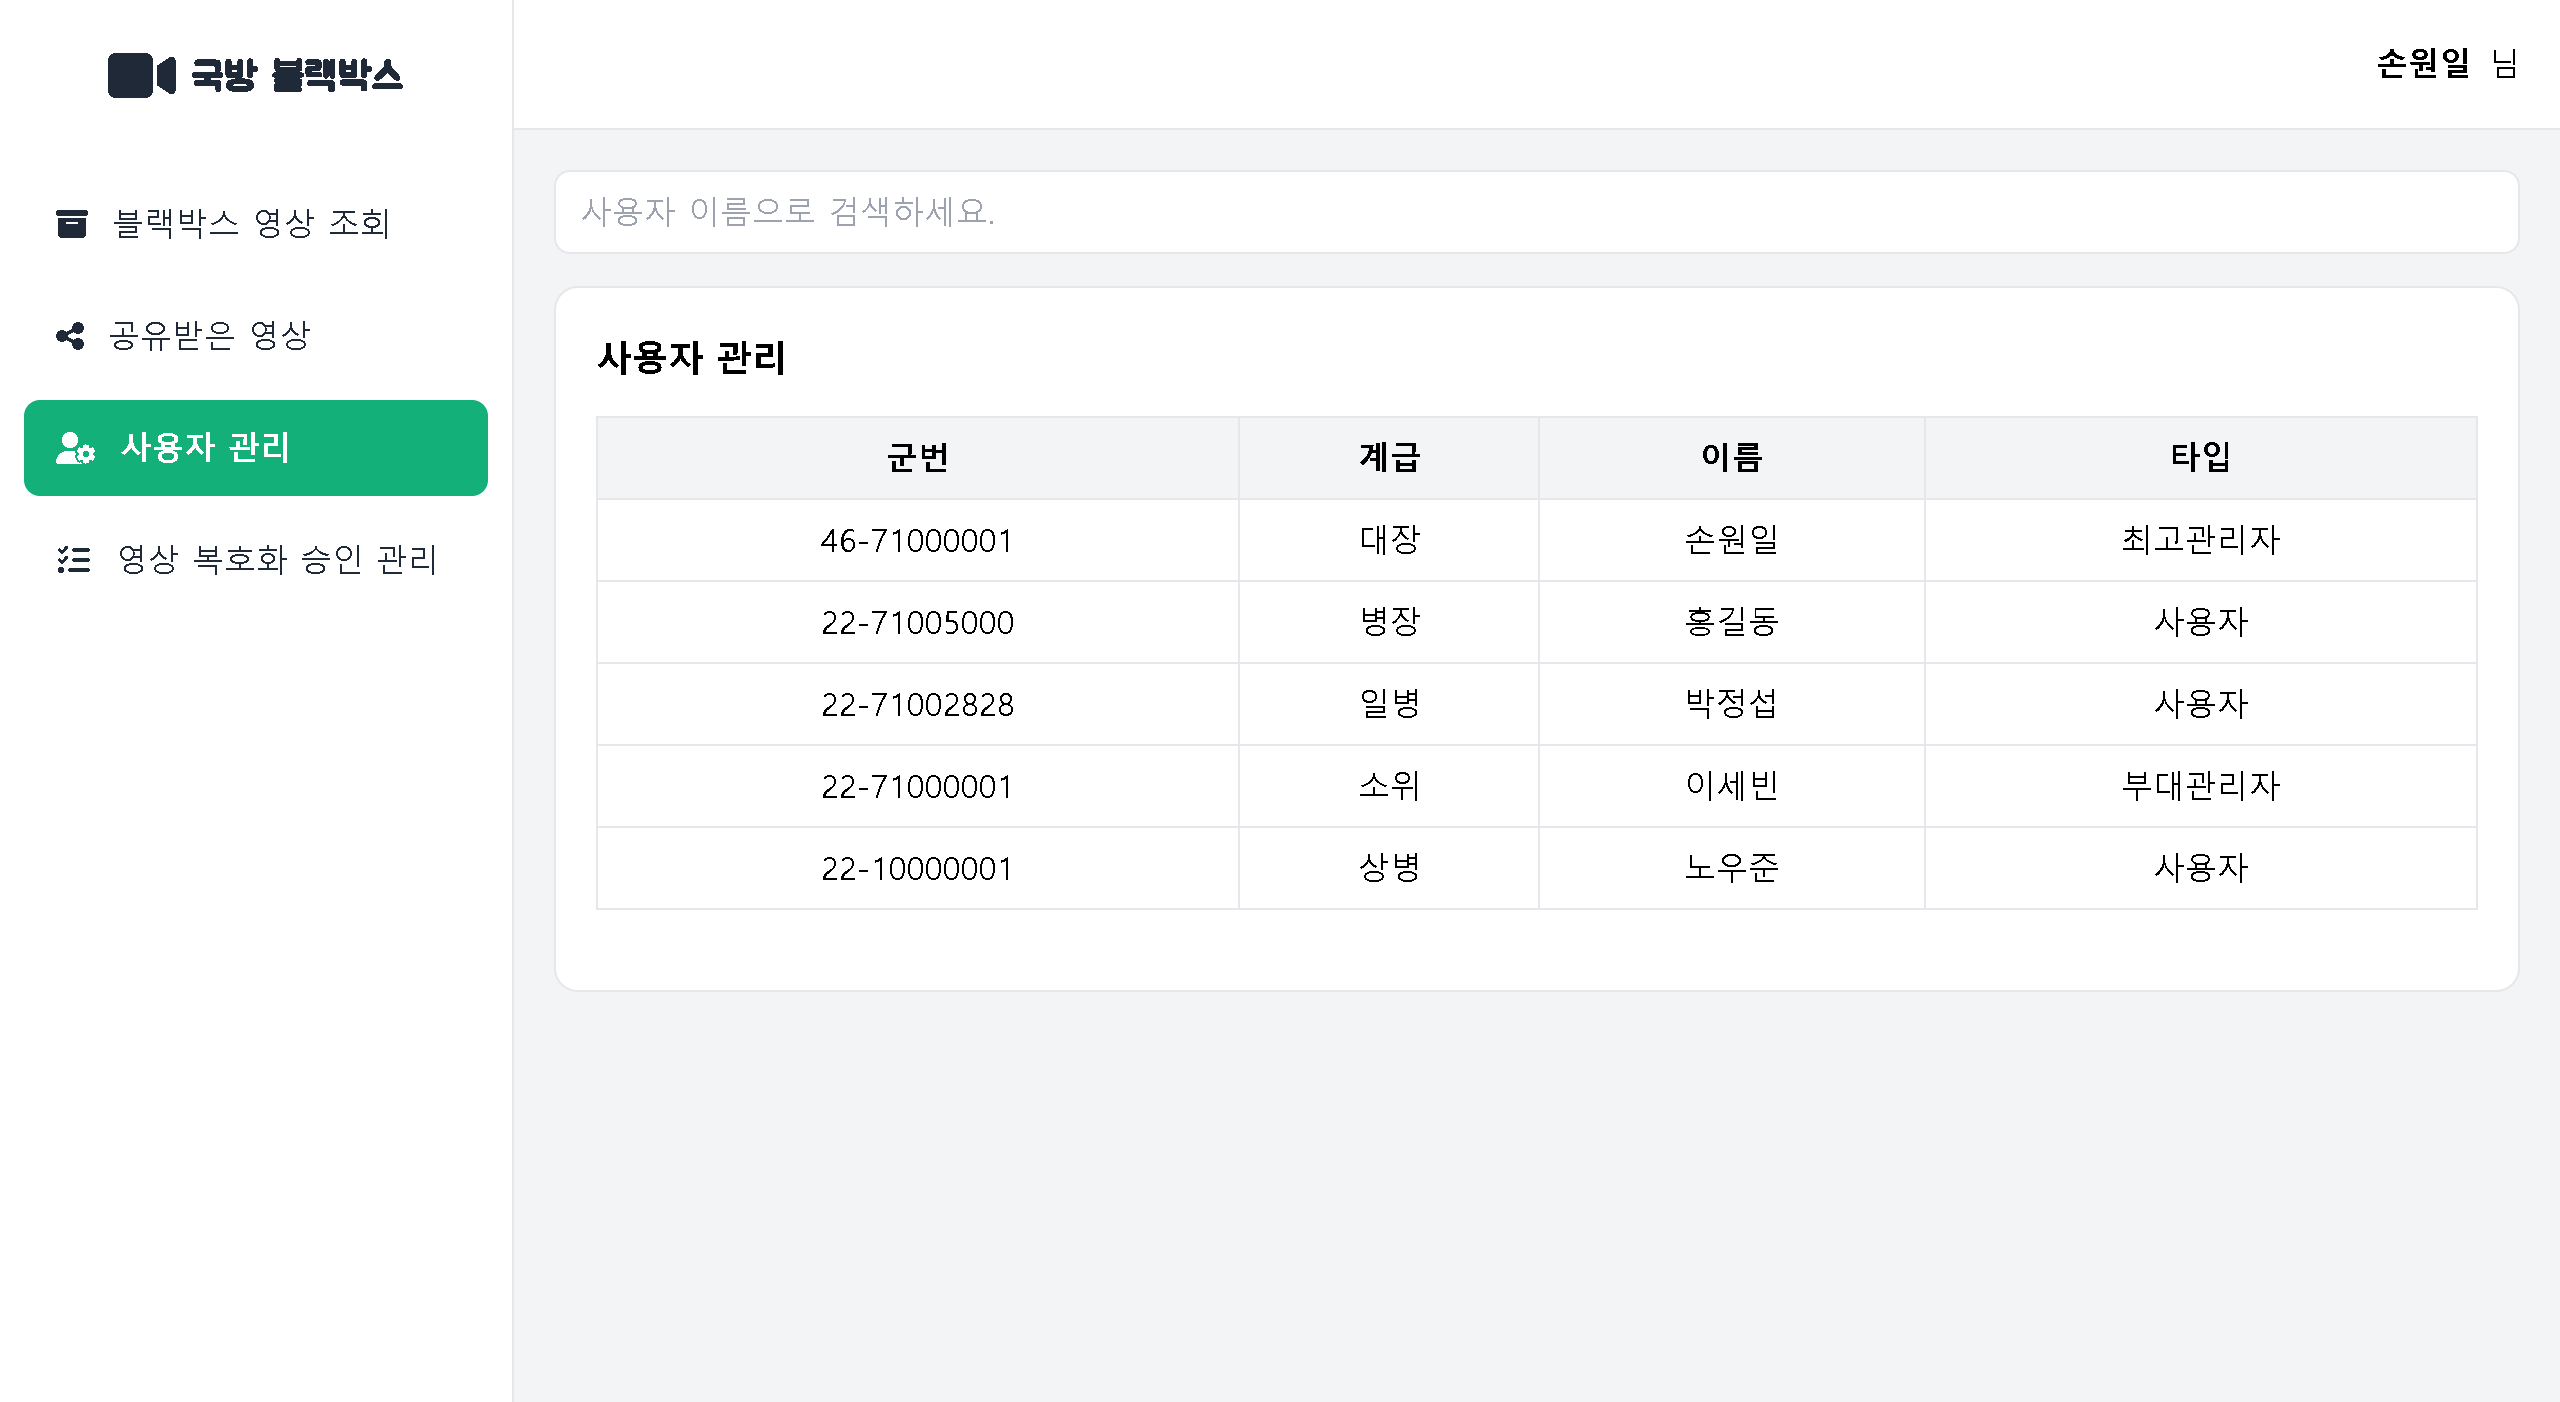 국방 블랙박스
블랙박스 영상 조회
공유받은 영상
사용자 관리
영상 복호화 승인 관리
손원일 님
사용자 이름으로 검색하세요.
사용자 관리
군번 계급 이름 타입
46-71000001 대장 손원일 최고관리자
22-71005000 병장 홍길동 사용자
22-71002828 일병 박정섭 사용자
22-71000001 소위 이세빈 부대관리자
22-10000001 상병 노우준 사용자